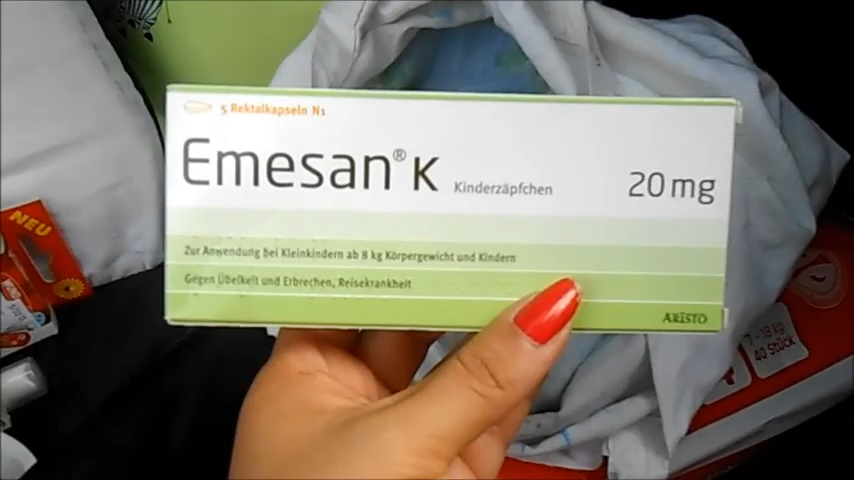 5 Rektalkapseln N1
Emesan® K Kinderzäpfchen 20 mg
Zur Anwendung bei Kleinkindern ab 8 kg Körpergewicht und Kindern
Gegen Übelkeit und Erbrechen, Reisekrankheit
ARISTO
NEU
7-18 kg
40 Stück